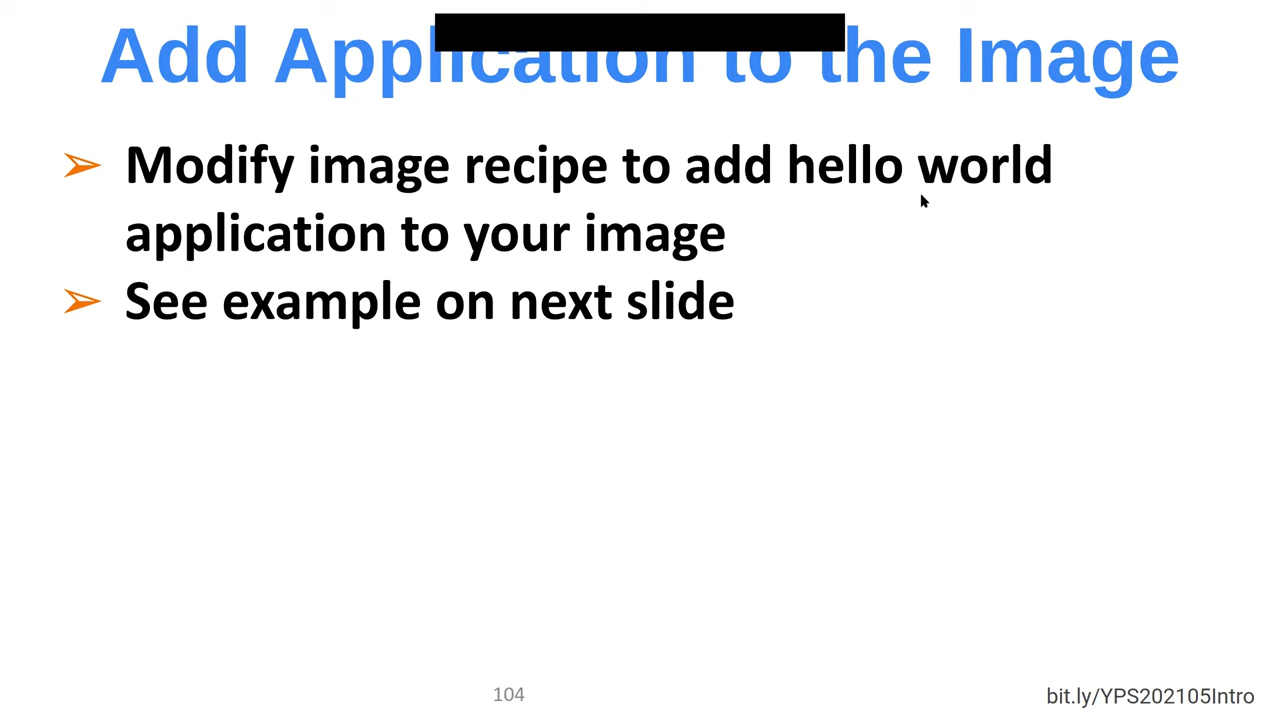 Add Application to the Image
➢ Modify image recipe to add hello world
application to your image
➢ See example on next slide
104
bit.ly/YPS202105Intro